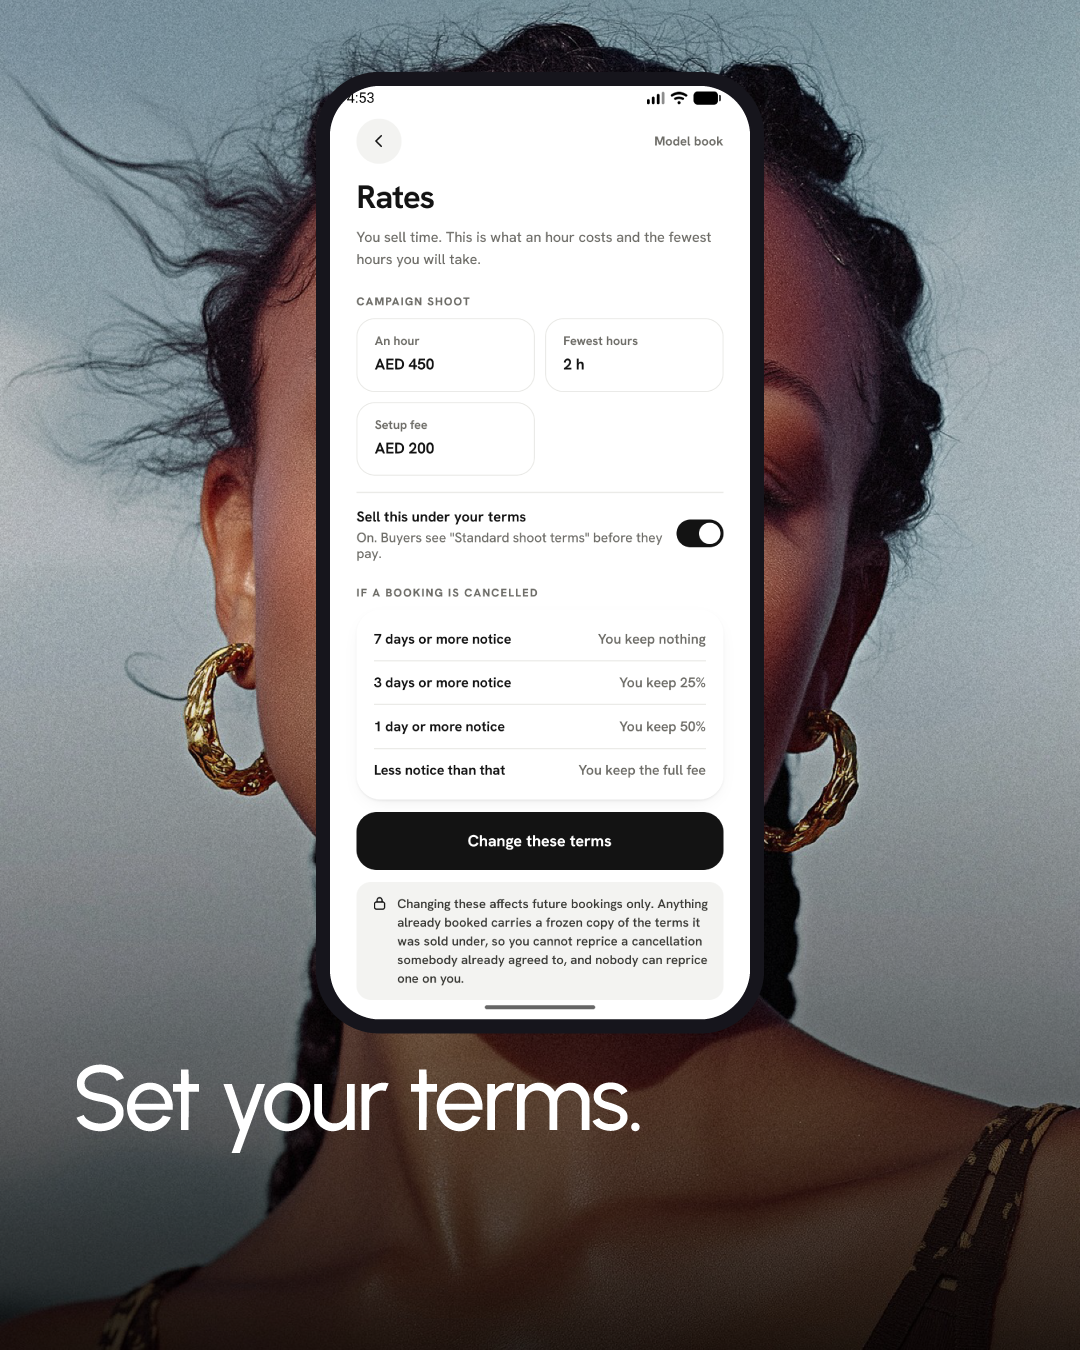 4:53
Model book
Rates
You sell time. This is what an hour costs and the fewest
hours you will take.
CAMPAIGN SHOOT
An hour
AED 450
Fewest hours
2 h
Setup fee
AED 200
Sell this under your terms
On. Buyers see "Standard shoot terms" before they
pay.
IF A BOOKING IS CANCELLED
7 days or more notice
You keep nothing
3 days or more notice
You keep 25%
1 day or more notice
You keep 50%
Less notice than that
You keep the full fee
Change these terms
Changing these affects future bookings only. Anything
already booked carries a frozen copy of the terms it
was sold under, so you cannot reprice a cancellation
somebody already agreed to, and nobody can reprice
one on you.
Set your terms.